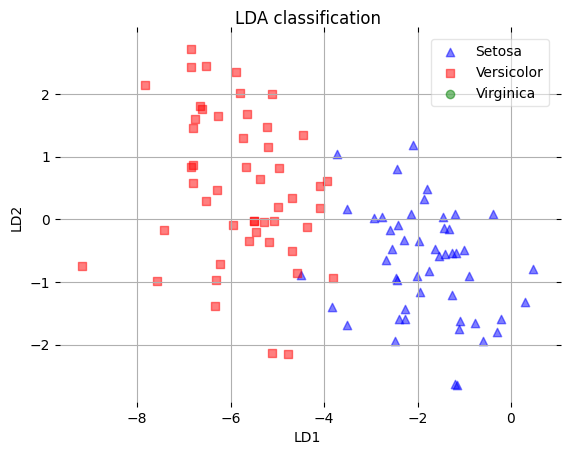 LDA classification
Setosa
Versicolor
Virginica
2
1
0
−1
−2
LD2
−8
−6
−4
−2
0
LD1